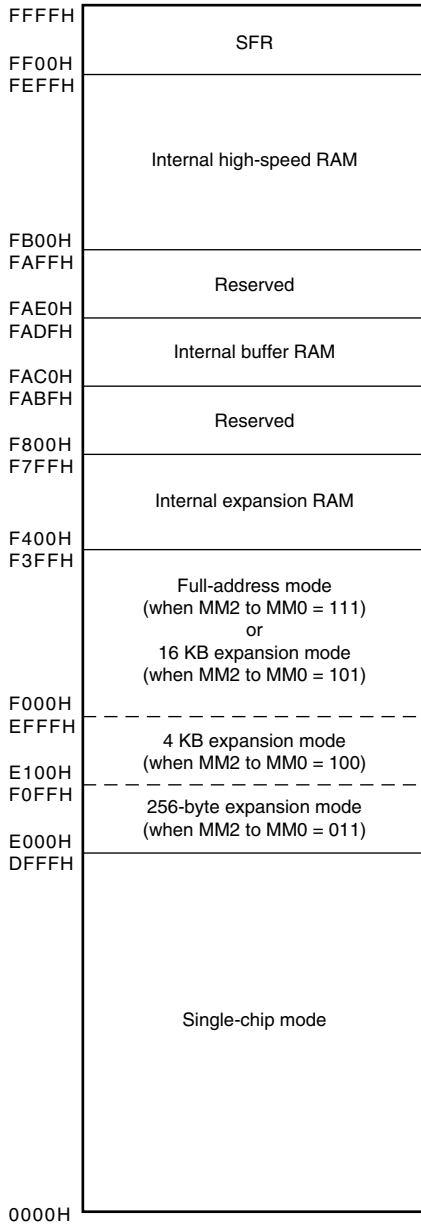 FFFFH
SFR
FF00H
FEFFH
Internal high-speed RAM
FB00H
FAFFH
Reserved
FAE0H
FADFH
Internal buffer RAM
FAC0H
FABFH
Reserved
F800H
F7FFH
Internal expansion RAM
F400H
F3FFH
Full-address mode
(when MM2 to MM0 = 111)
or
16 KB expansion mode
(when MM2 to MM0 = 101)
F000H
EFFFH
4 KB expansion mode
(when MM2 to MM0 = 100)
E100H
F0FFH
256-byte expansion mode
(when MM2 to MM0 = 011)
E000H
DFFFH
Single-chip mode
0000H